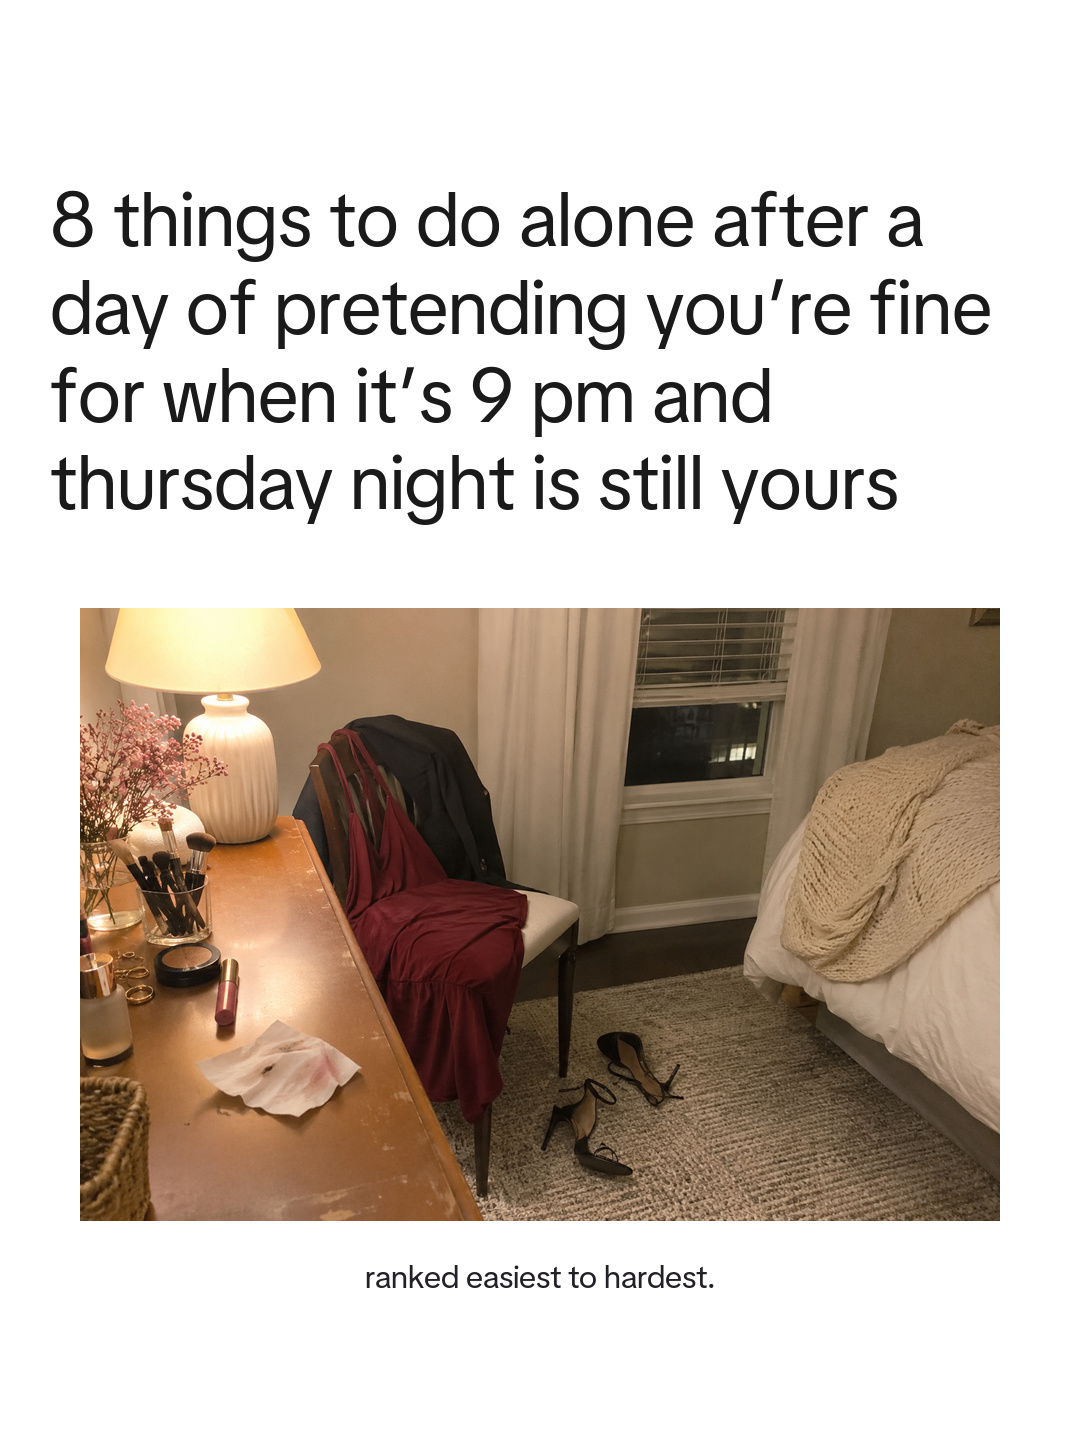 8 things to do alone after a
day of pretending you’re fine
for when it’s 9 pm and
thursday night is still yours
ranked easiest to hardest.